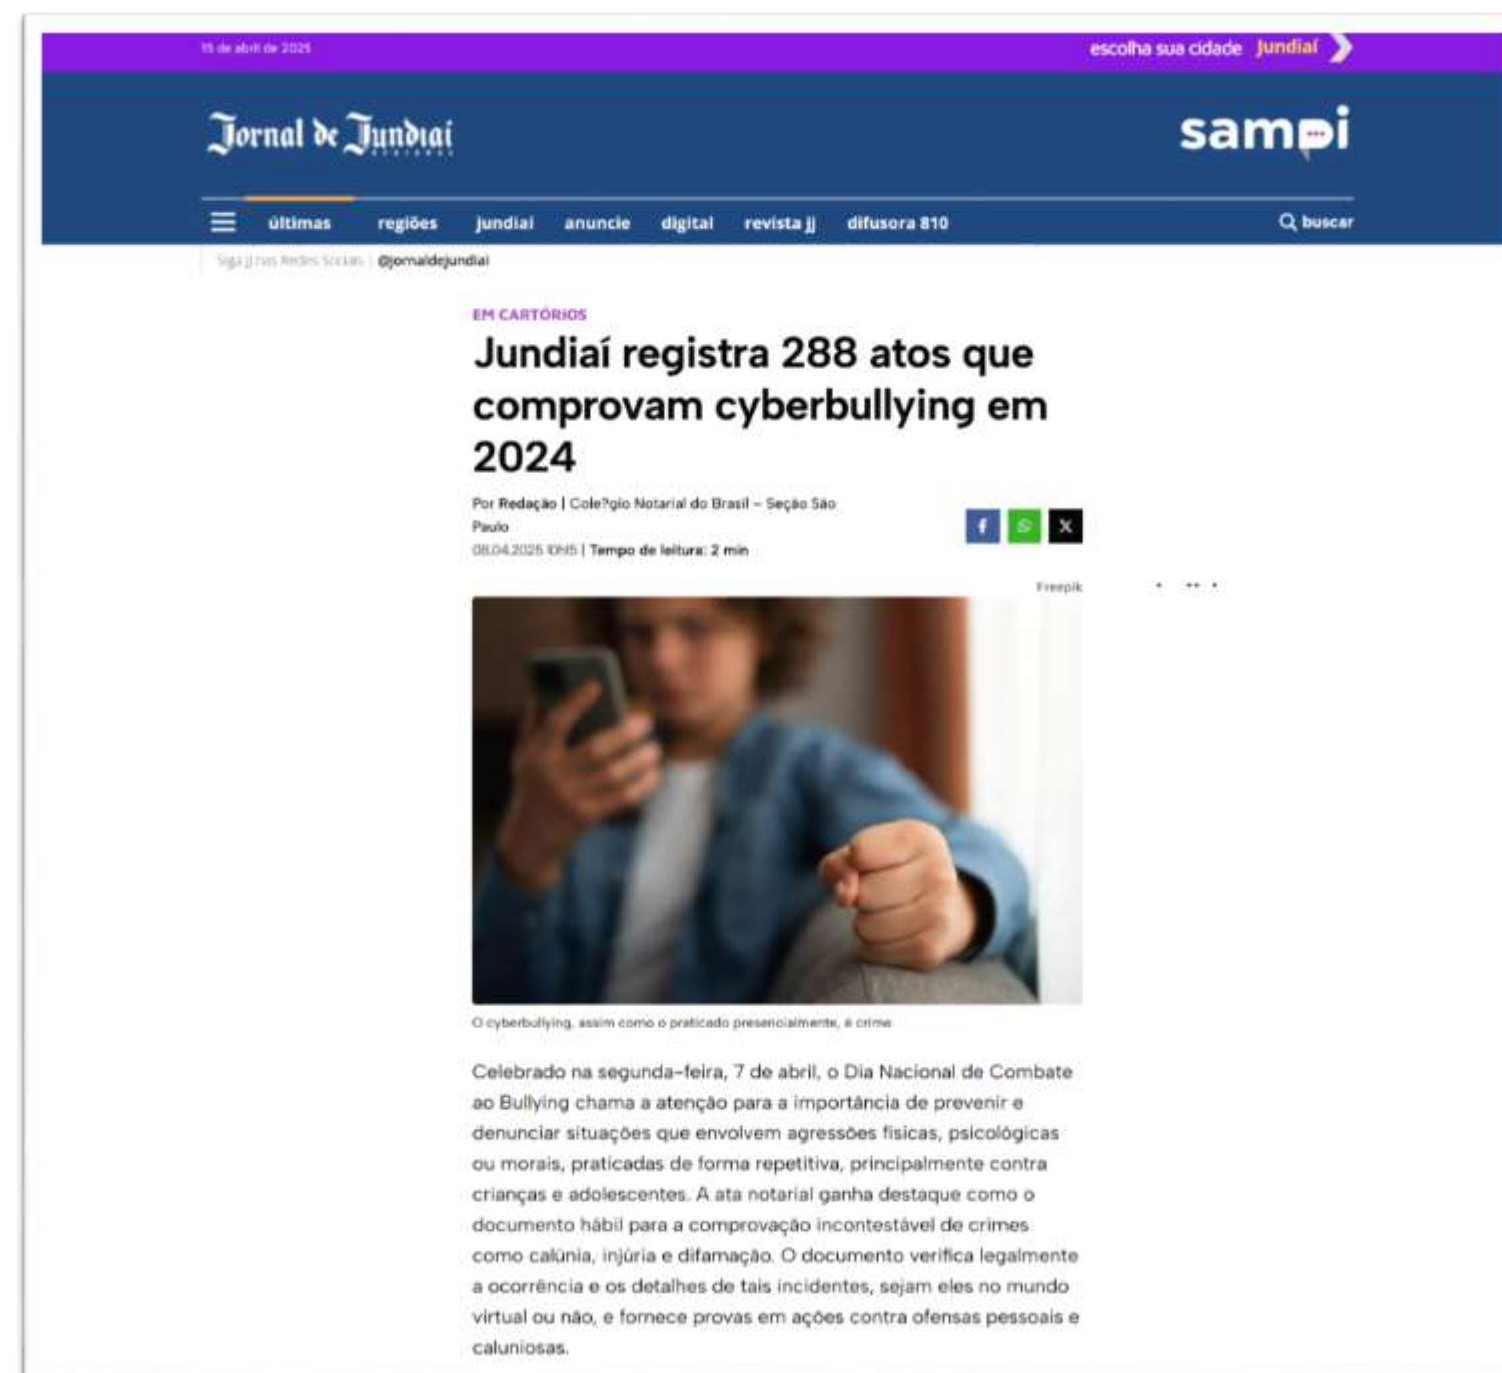 15 de abril de 2025
escolha sua cidade Jundiaí
Jornal de Jundiaí
sampi
últimas regiões jundiaí anuncie digital revista jj difusora 810 buscar
Siga JJ nas Redes Sociais | @jornaldejundiai
EM CARTÓRIOS
Jundiaí registra 288 atos que
comprovam cyberbullying em
2024
Por Redação | Cole?gio Notarial do Brasil - Seção São
Paulo
08.04.2025 10h15 | Tempo de leitura: 2 min
Freepik
O cyberbullying, assim como o praticado presencialmente, é crime
Celebrado na segunda-feira, 7 de abril, o Dia Nacional de Combate
ao Bullying chama a atenção para a importância de prevenir e
denunciar situações que envolvem agressões físicas, psicológicas
ou morais, praticadas de forma repetitiva, principalmente contra
crianças e adolescentes. A ata notarial ganha destaque como o
documento hábil para a comprovação incontestável de crimes
como calúnia, injúria e difamação. O documento verifica legalmente
a ocorrência e os detalhes de tais incidentes, sejam eles no mundo
virtual ou não, e fornece provas em ações contra ofensas pessoais e
caluniosas.